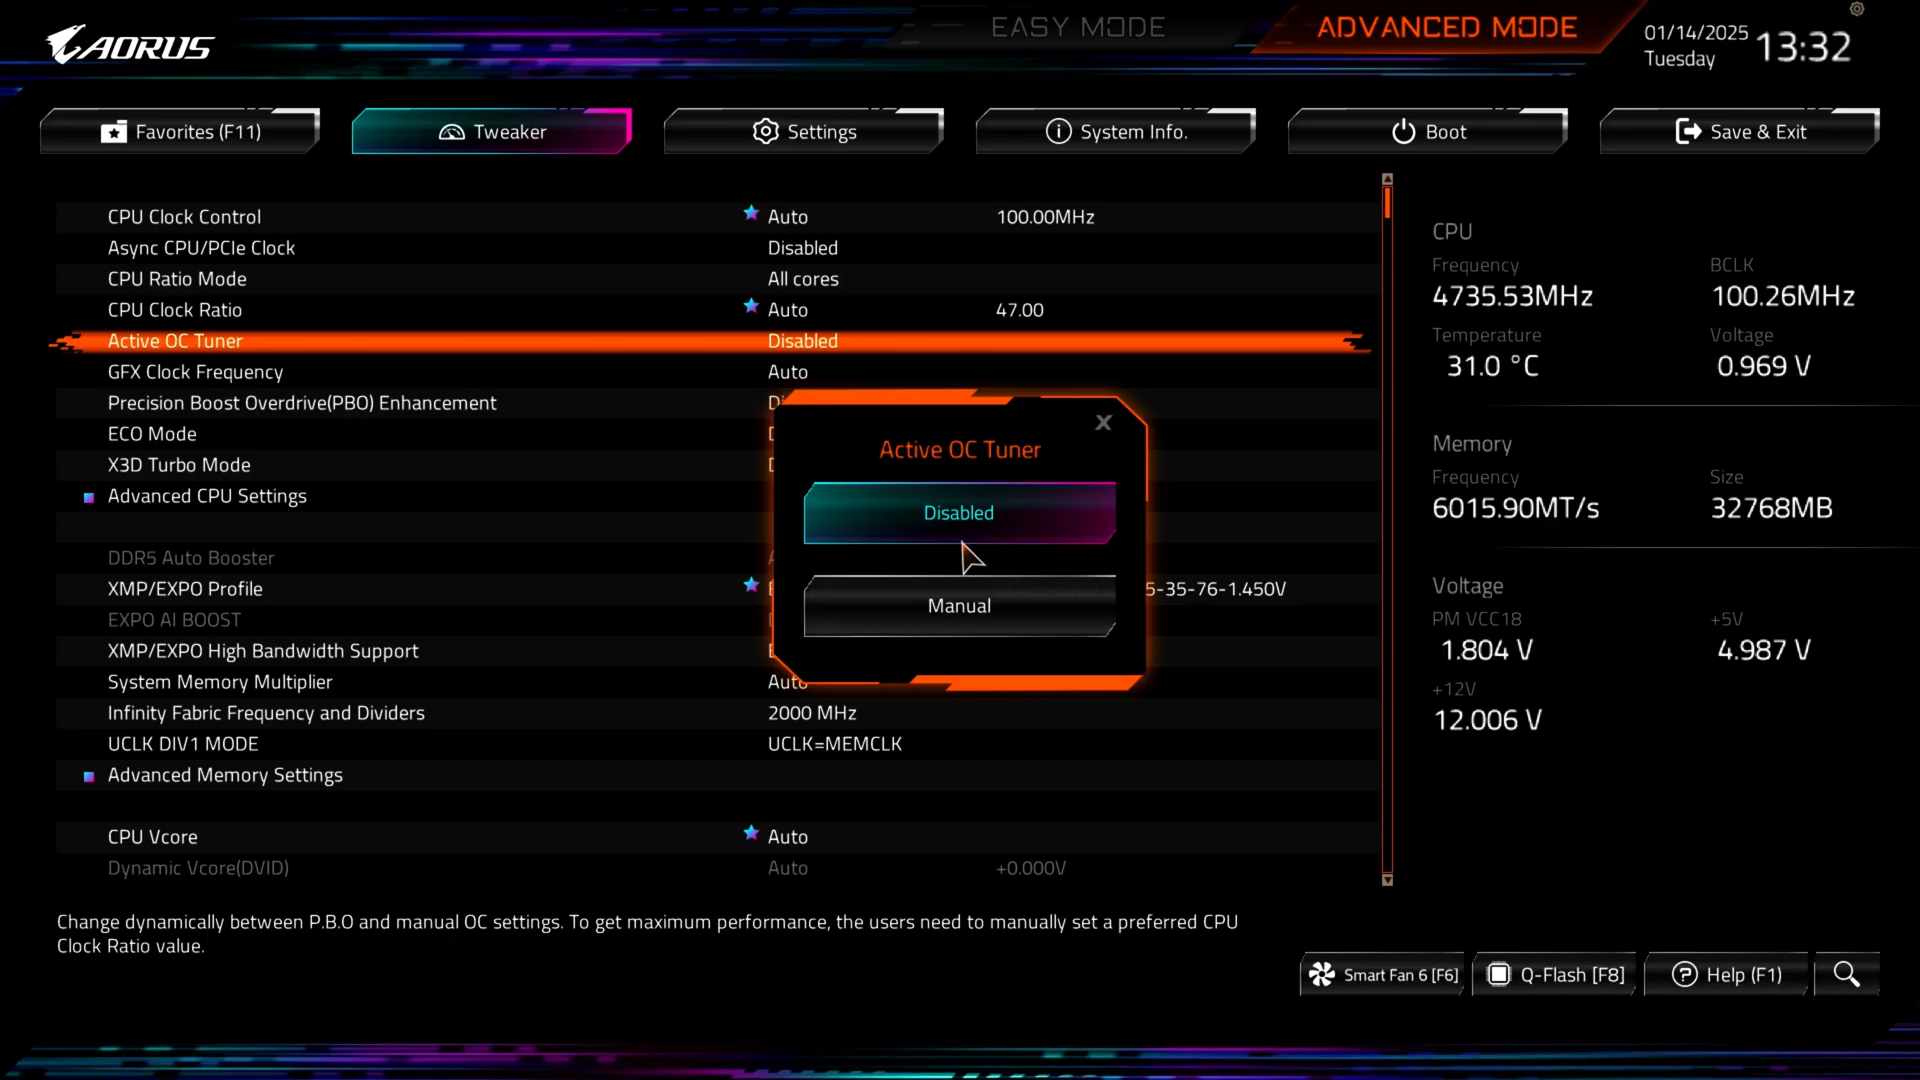 AORUS
EASY MODE
ADVANCED MODE
01/14/2025
Tuesday
13:32
Favorites (F11)
Tweaker
Settings
System Info.
Boot
Save & Exit
CPU Clock Control Auto 100.00MHz
Async CPU/PCIe Clock Disabled
CPU Ratio Mode All cores
CPU Clock Ratio Auto 47.00
Active OC Tuner Disabled
GFX Clock Frequency Auto
Precision Boost Overdrive(PBO) Enhancement
ECO Mode
X3D Turbo Mode
Advanced CPU Settings
DDR5 Auto Booster
XMP/EXPO Profile 5-35-76-1.450V
EXPO AI BOOST
XMP/EXPO High Bandwidth Support
System Memory Multiplier Auto
Infinity Fabric Frequency and Dividers 2000 MHz
UCLK DIV1 MODE UCLK=MEMCLK
Advanced Memory Settings
CPU Vcore Auto
Dynamic Vcore(DVID) Auto +0.000V
Active OC Tuner
X
Disabled
Manual
CPU
Frequency BCLK
4735.53MHz 100.26MHz
Temperature Voltage
31.0 °C 0.969 V
Memory
Frequency Size
6015.90MT/s 32768MB
Voltage
PM VCC18 +5V
1.804 V 4.987 V
+12V
12.006 V
Change dynamically between P.B.O and manual OC settings. To get maximum performance, the users need to manually set a preferred CPU
Clock Ratio value.
Smart Fan 6 [F6]
Q-Flash [F8]
Help (F1)